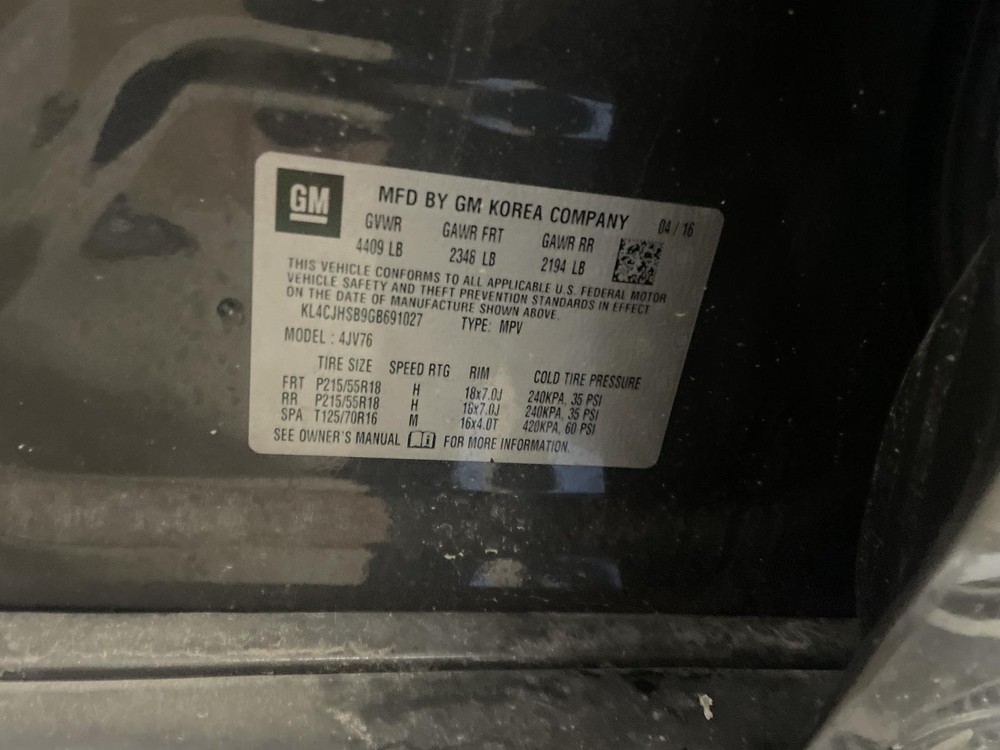 GM
MFD BY GM KOREA COMPANY 04 / 16
GVWR GAWR FRT GAWR RR
4409 LB 2348 LB 2194 LB
THIS VEHICLE CONFORMS TO ALL APPLICABLE U.S. FEDERAL MOTOR
VEHICLE SAFETY AND THEFT PREVENTION STANDARDS IN EFFECT
ON THE DATE OF MANUFACTURE SHOWN ABOVE.
KL4CJHSB9GB691027 TYPE: MPV
MODEL : 4JV76
TIRE SIZE SPEED RTG RIM COLD TIRE PRESSURE
FRT P215/55R18 H 18x7.0J 240KPA, 35 PSI
RR P215/55R18 H 18x7.0J 240KPA, 35 PSI
SPA T125/70R16 M 16x4.0T 420KPA, 60 PSI
SEE OWNER'S MANUAL FOR MORE INFORMATION.